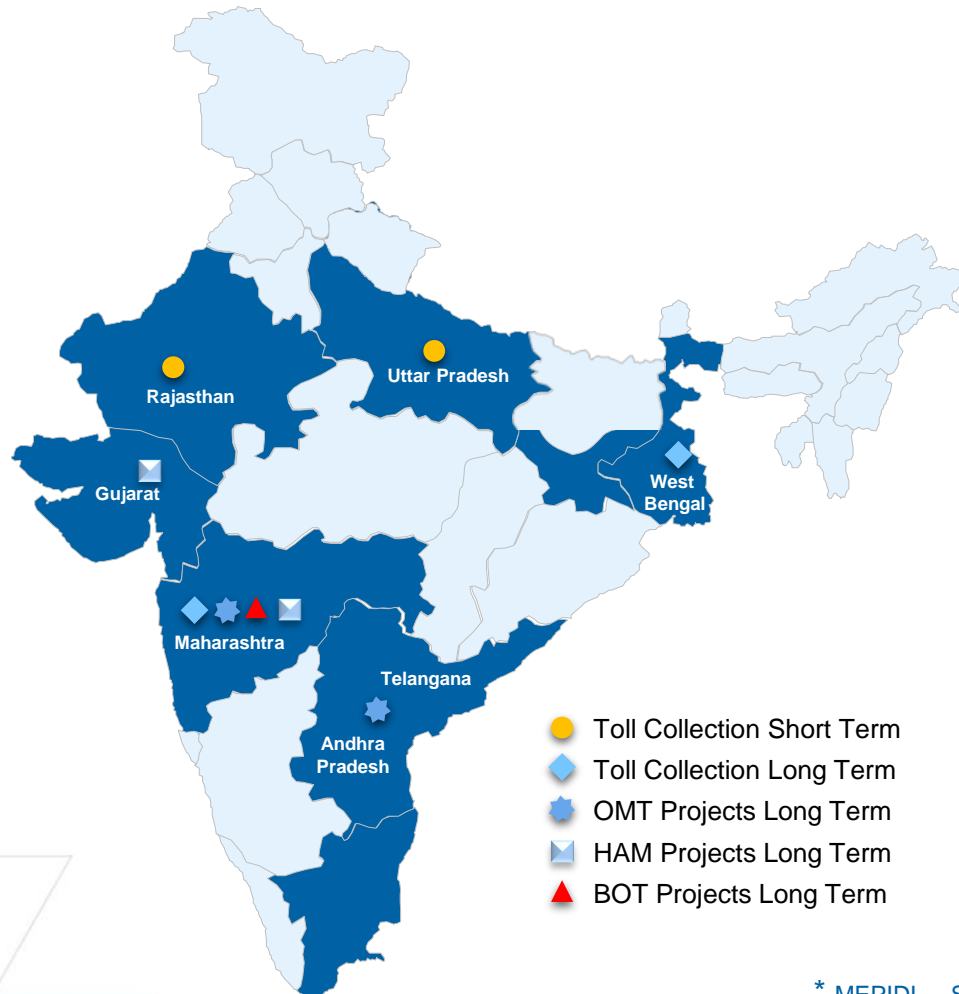 Rajasthan
Uttar Pradesh
Gujarat
West
Bengal
Maharashtra
Telangana
Andhra
Pradesh
Toll Collection Short Term
Toll Collection Long Term
OMT Projects Long Term
HAM Projects Long Term
BOT Projects Long Term
*